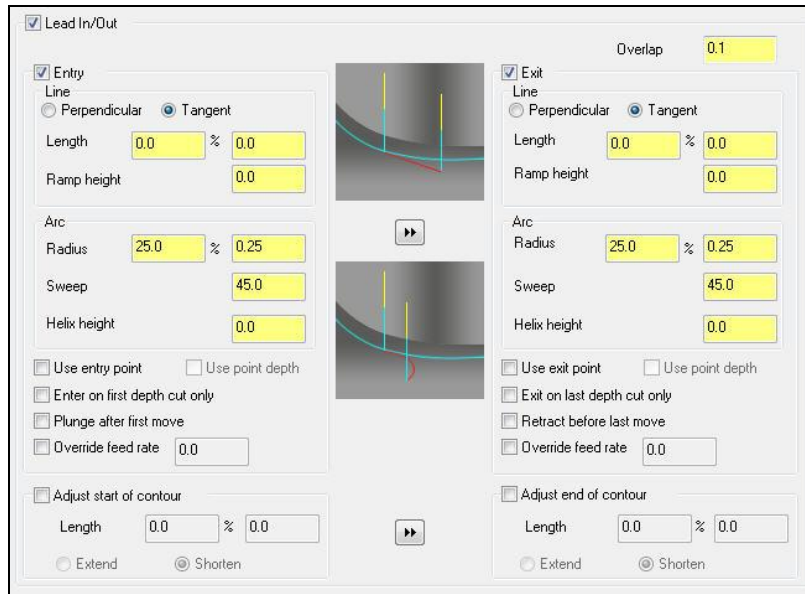 Lead In/Out
Overlap 0.1
Entry
Line
Perpendicular Tangent
Length 0.0 % 0.0
Ramp height 0.0
Arc
Radius 25.0 % 0.25
Sweep 45.0
Helix height 0.0
Use entry point Use point depth
Enter on first depth cut only
Plunge after first move
Override feed rate 0.0
Adjust start of contour
Length 0.0 % 0.0
Extend Shorten
Exit
Line
Perpendicular Tangent
Length 0.0 % 0.0
Ramp height 0.0
Arc
Radius 25.0 % 0.25
Sweep 45.0
Helix height 0.0
Use exit point Use point depth
Exit on last depth cut only
Retract before last move
Override feed rate 0.0
Adjust end of contour
Length 0.0 % 0.0
Extend Shorten